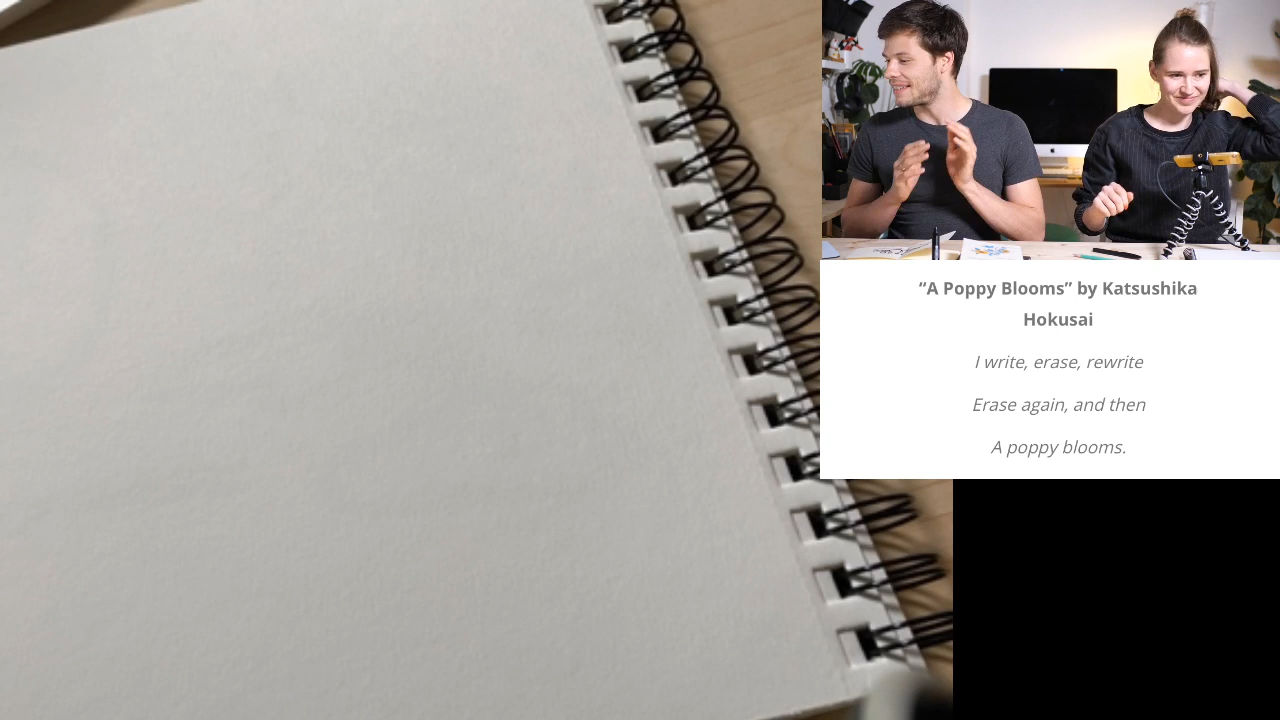 “A Poppy Blooms” by Katsushika
Hokusai
I write, erase, rewrite
Erase again, and then
A poppy blooms.